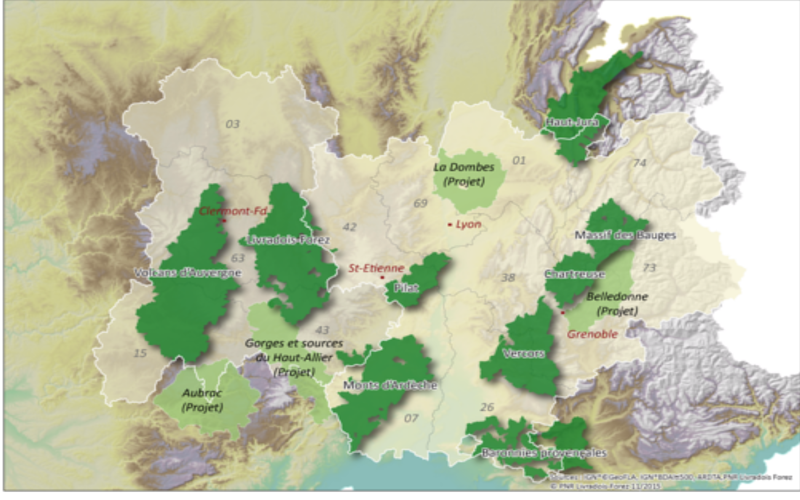 03
Haut-Jura
01
74
La Dombes
(Projet)
69
42
Clermont-Fd.
Lyon
Livradois-Forez
Massif des Bauges
63
Volcans d'Auvergne
St-Etienne
Pilat
38
Chartreuse
73
Belledonne
(Projet)
Grenoble
43
15
Gorges et sources
du Haut-Allier
(Projet)
Vercors
Aubrac
(Projet)
Monts d'Ardèche
07
26
Baronnies provençales
Sources: IGN®GeoFLA, IGN®BDAlti500, ARDTA, PNR Livradois Forez
© PNR Livradois Forez 11/2015